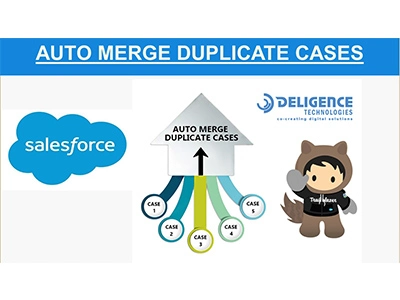 AUTO MERGE DUPLICATE CASES
salesforce
AUTO MERGE
DUPLICATE CASES
CASE
1
CASE
2
CASE
3
CASE
4
CASE
5
DELIGENCE
TECHNOLOGIES
co-creating digital solutions